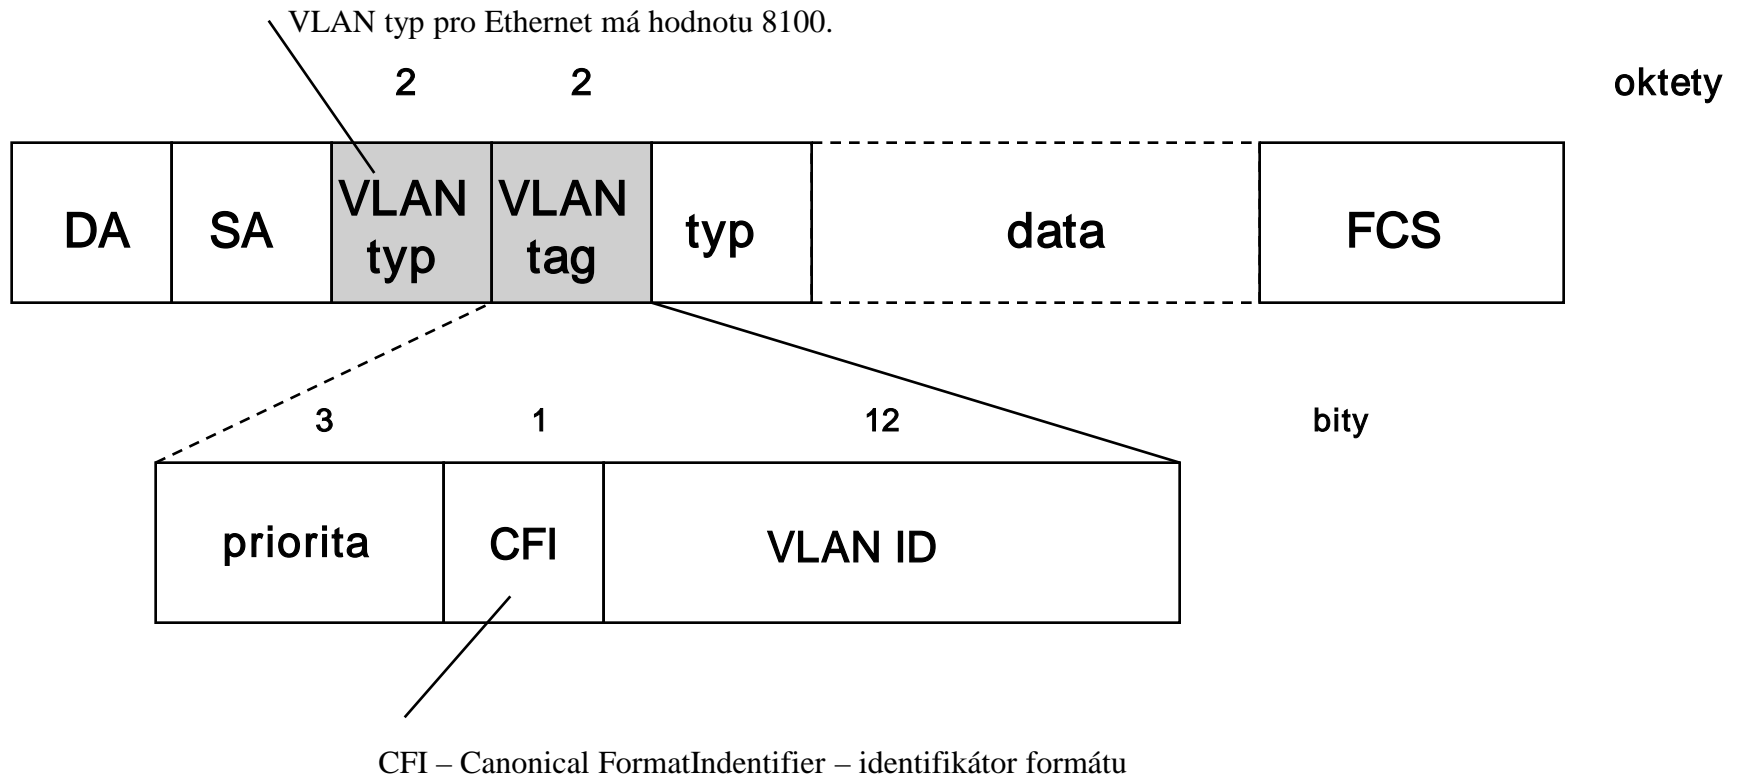 VLAN typ pro Ethernet má hodnotu 8100.
2 2 oktety
DA SA VLAN typ VLAN tag typ data FCS
3 1 12 bity
priorita CFI VLAN ID
CFI – Canonical FormatIndentifier – identifikátor formátu